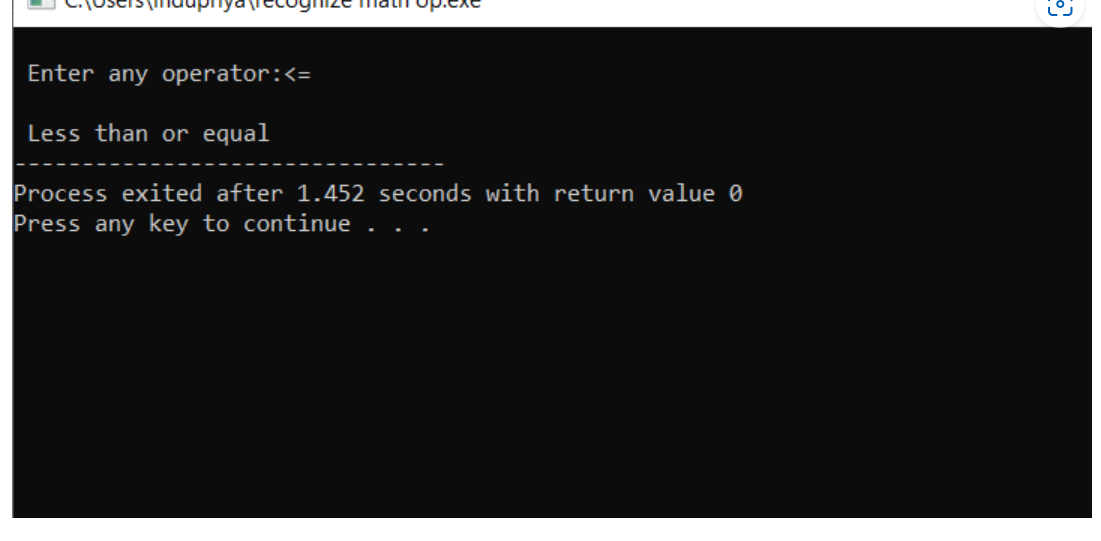 C:\Users\indupriya\recognize math op.exe
Enter any operator:<=
Less than or equal
--------------------------------
Process exited after 1.452 seconds with return value 0
Press any key to continue . . .